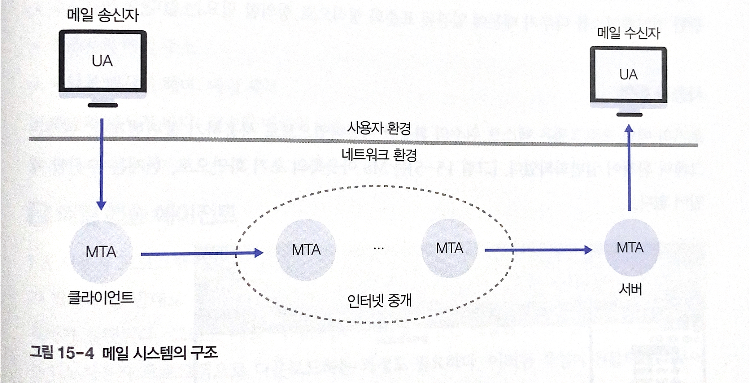 메일 송신자
메일 수신자
UA
UA
사용자 환경
네트워크 환경
MTA
MTA
...
MTA
MTA
클라이언트
인터넷 중개
서버
그림 15-4 메일 시스템의 구조